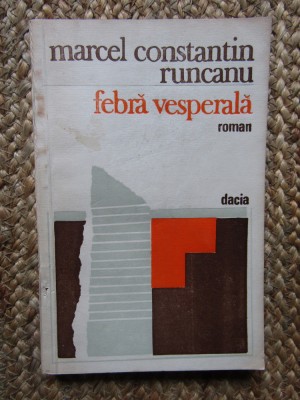 marcel constantin
runcanu
febră vesperală
roman
dacia